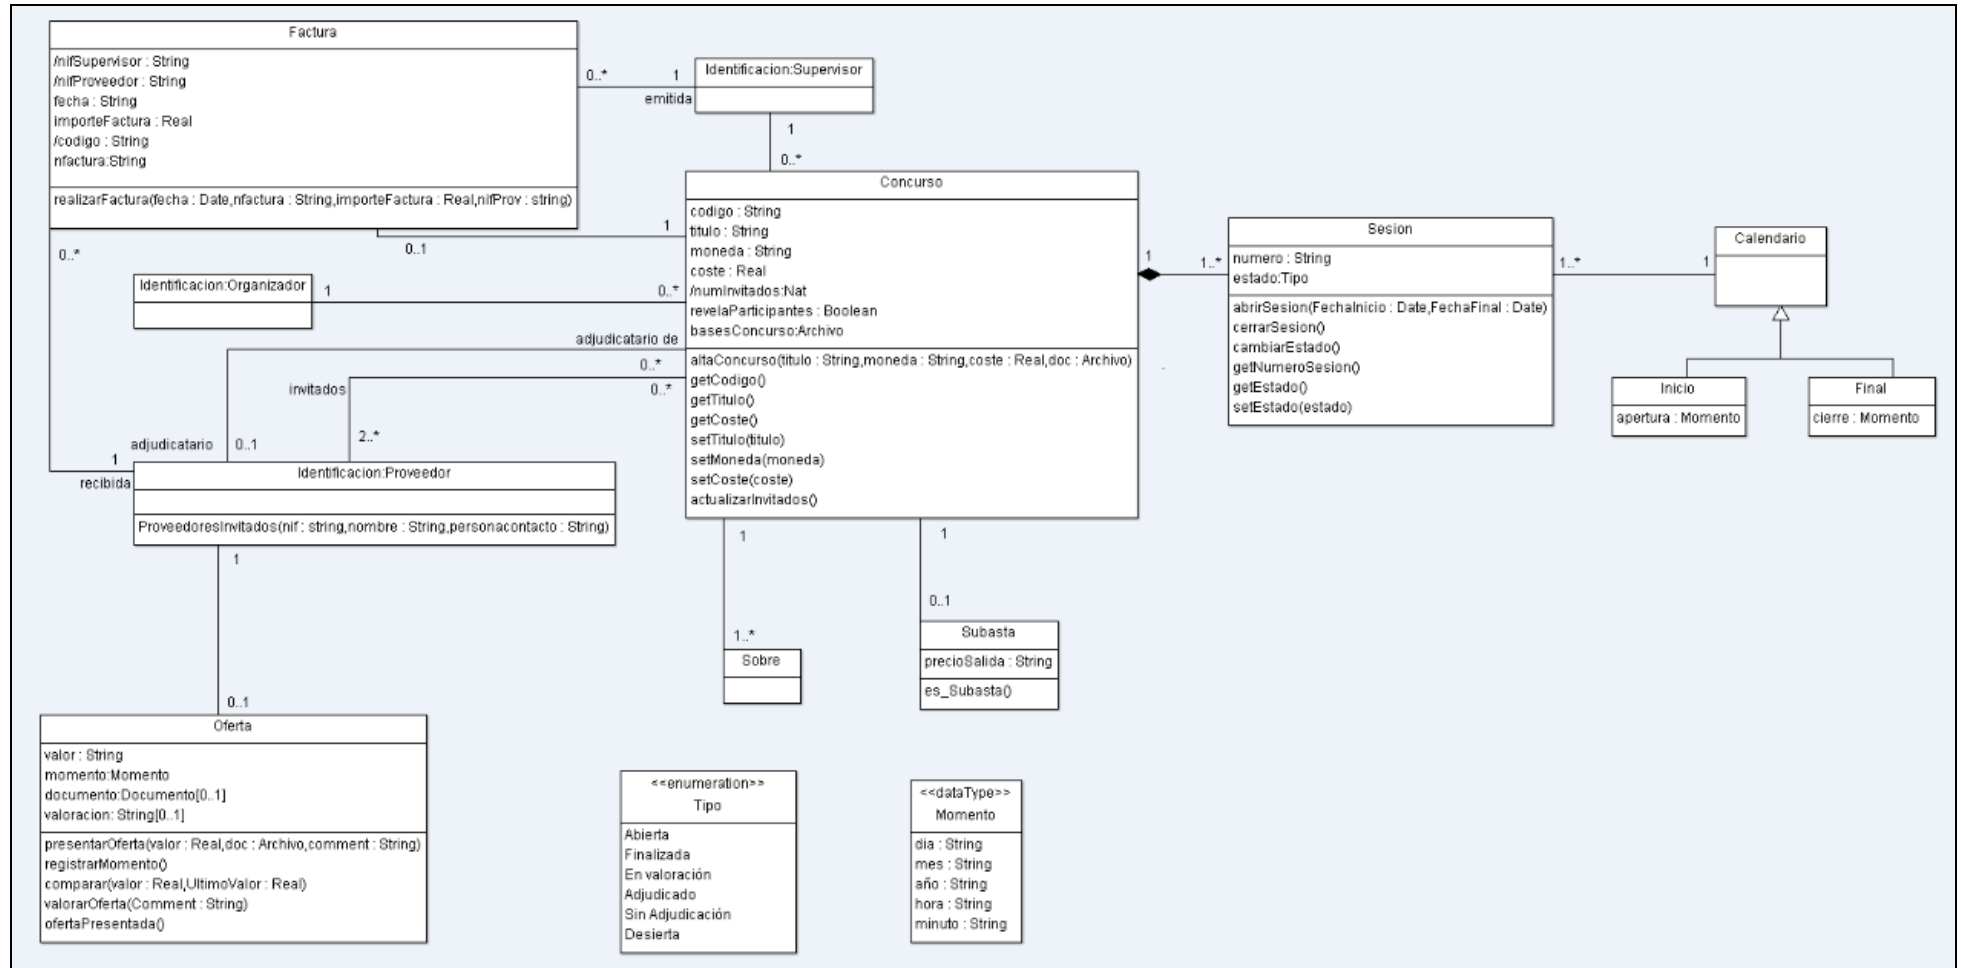 Factura
/nifSupervisor : String
/nifProveedor : String
fecha : String
importeFactura : Real
/codigo : String
nfactura:String
realizarFactura(fecha : Date,nfactura : String,importeFactura : Real,nifProv : string)
0..*
1
emitida
Identificacion:Supervisor
1
0..*
0..*
0..1
1
Identificacion:Organizador
1
0..*
adjudicatario de
0..*
invitados
0..*
2..*
adjudicatario
0..1
1
recibida
Identificacion:Proveedor
ProveedoresInvitados(nif : string,nombre : String,personacontacto : String)
1
0..1
Concurso
codigo : String
titulo : String
moneda : String
coste : Real
/numInvitados:Nat
revelaParticipantes : Boolean
basesConcurso:Archivo
altaConcurso(titulo : String,moneda : String,coste : Real,doc : Archivo)
getCodigo()
getTitulo()
getCoste()
setTitulo(titulo)
setMoneda(moneda)
setCoste(coste)
actualizarInvitados()
1
1..*
Sesion
numero : String
estado:Tipo
abrirSesion(FechaInicio : Date,FechaFinal : Date)
cerrarSesion()
cambiarEstado()
getNumeroSesion()
getEstado()
setEstado(estado)
1..*
1
Calendario
Inicio
apertura : Momento
Final
cierre : Momento
1
1..*
Sobre
1
0..1
Subasta
precioSalida : String
es_Subasta()
Oferta
valor : String
momento:Momento
documento:Documento[0..1]
valoracion: String[0..1]
presentarOferta(valor : Real,doc : Archivo,comment : String)
registrarMomento()
comparar(valor : Real,UltimoValor : Real)
valorarOferta(Comment : String)
ofertaPresentada()
<<enumeration>>
Tipo
Abierta
Finalizada
En valoración
Adjudicado
Sin Adjudicación
Desierta
<<dataType>>
Momento
dia : String
mes : String
año : String
hora : String
minuto : String